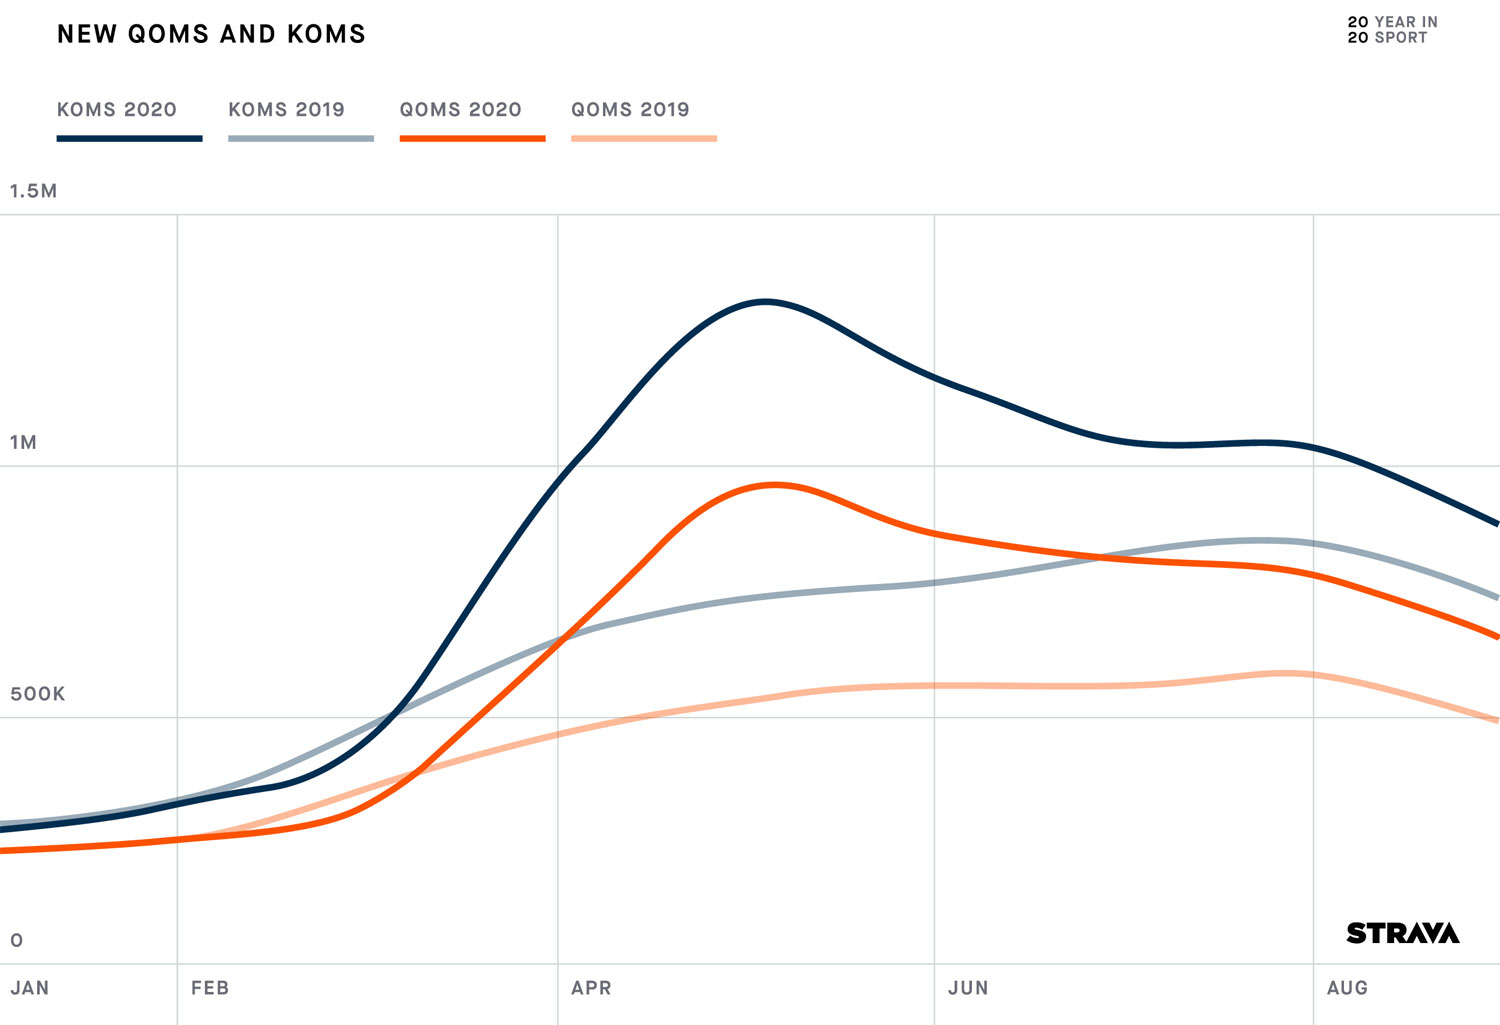 NEW QOMS AND KOMS
20 YEAR IN
20 SPORT
KOMS 2020
KOMS 2019
QOMS 2020
QOMS 2019
1.5M
1M
500K
0
STRAVA
JAN
FEB
APR
JUN
AUG